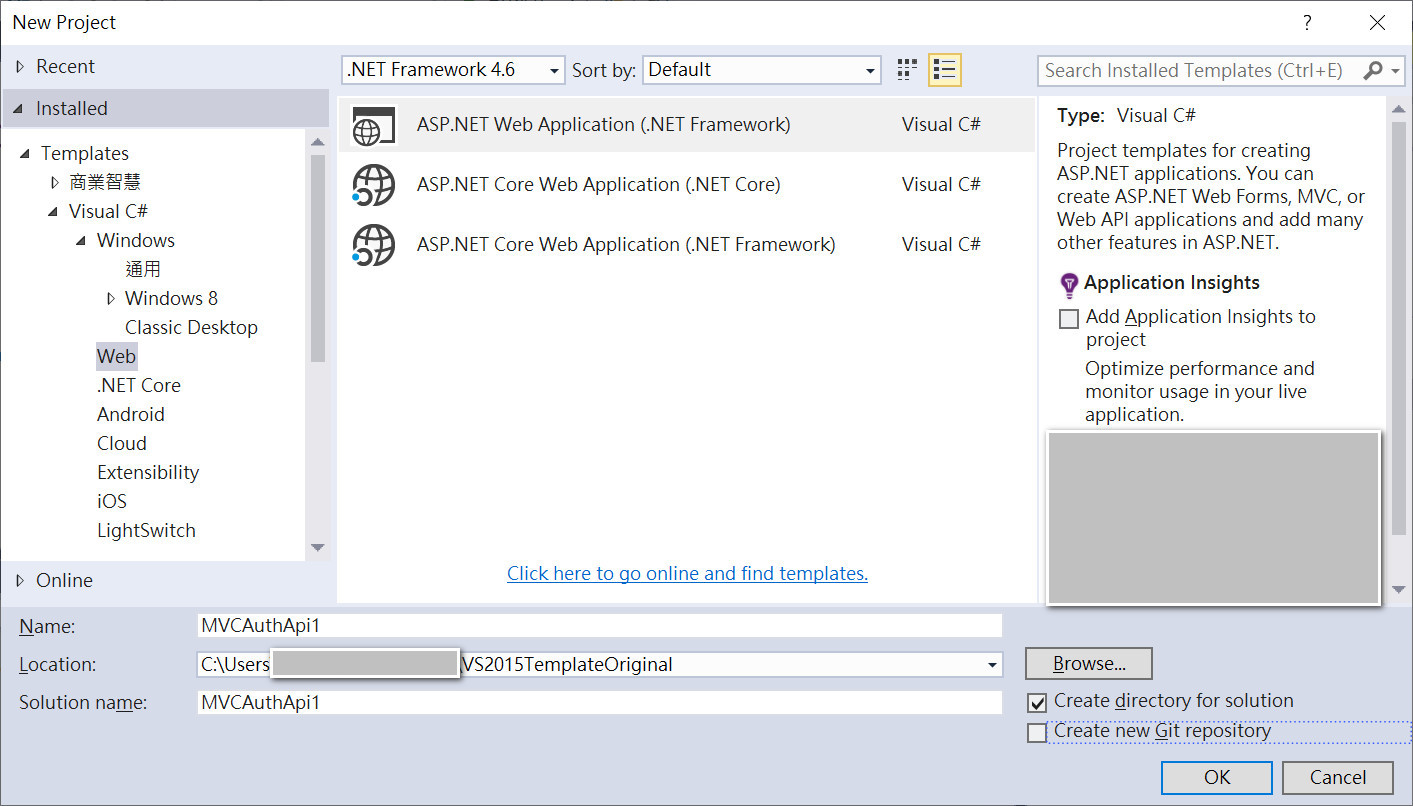 New Project
?
Recent
.NET Framework 4.6
Sort by:
Default
Search Installed Templates (Ctrl+E)
Installed
Templates
商業智慧
Visual C#
Windows
通用
Windows 8
Classic Desktop
Web
.NET Core
Android
Cloud
Extensibility
iOS
LightSwitch
Online
ASP.NET Web Application (.NET Framework) Visual C#
ASP.NET Core Web Application (.NET Core) Visual C#
ASP.NET Core Web Application (.NET Framework) Visual C#
Click here to go online and find templates.
Type: Visual C#
Project templates for creating
ASP.NET applications. You can
create ASP.NET Web Forms, MVC, or
Web API applications and add many
other features in ASP.NET.
Application Insights
Add Application Insights to
project
Optimize performance and
monitor usage in your live
application.
Name: MVCAuthApi1
Location: C:\Users \VS2015TemplateOriginal
Browse...
Solution name: MVCAuthApi1
Create directory for solution
Create new Git repository
OK
Cancel